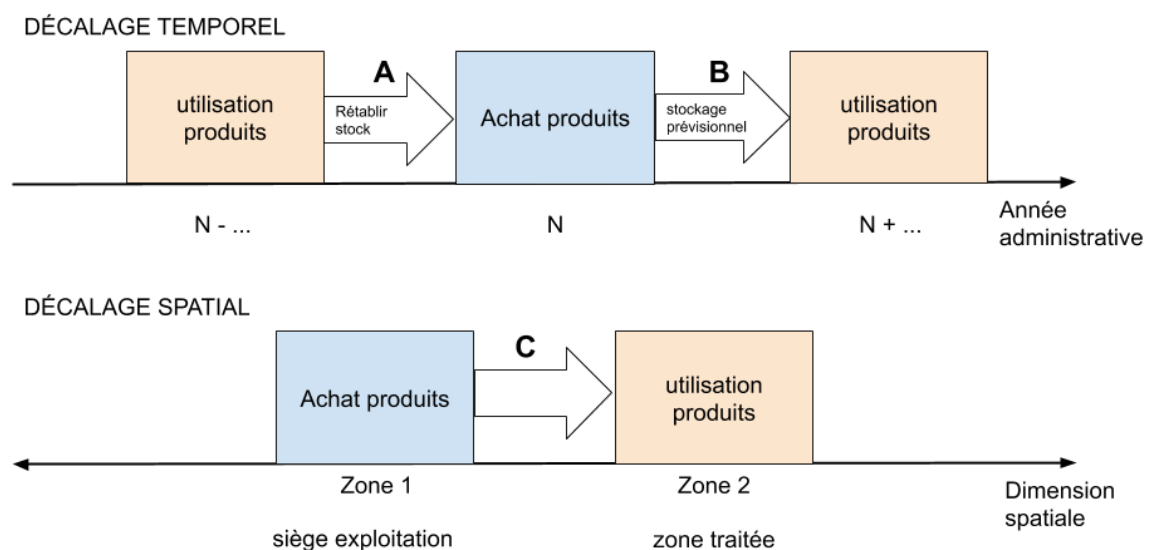 DÉCALAGE TEMPOREL
utilisation
produits
A
Rétablir
stock
Achat produits
B
stockage
prévisionnel
utilisation
produits
N - ...
N
N + ...
Année
administrative
DÉCALAGE SPATIAL
Achat produits
C
utilisation
produits
Zone 1
Zone 2
Dimension
spatiale
siège exploitation
zone traitée